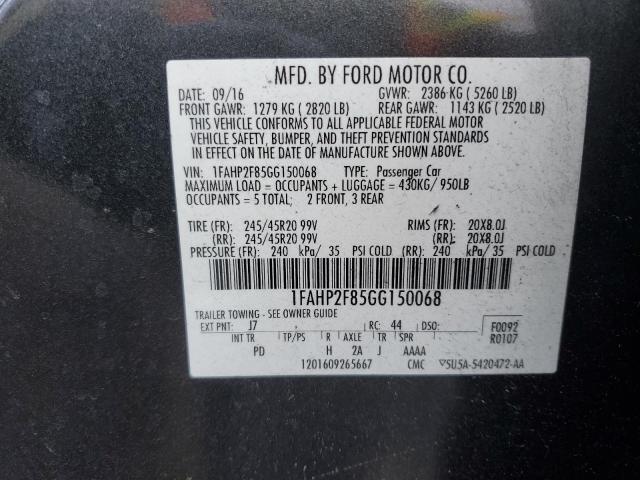 MFD. BY FORD MOTOR CO.
DATE: 09/16 GVWR: 2386 KG ( 5260 LB)
FRONT GAWR: 1279 KG ( 2820 LB) REAR GAWR: 1143 KG ( 2520 LB)
THIS VEHICLE CONFORMS TO ALL APPLICABLE FEDERAL MOTOR
VEHICLE SAFETY, BUMPER, AND THEFT PREVENTION STANDARDS
IN EFFECT ON THE DATE OF MANUFACTURE SHOWN ABOVE.
VIN: 1FAHP2F85GG150068 TYPE: Passenger Car
MAXIMUM LOAD = OCCUPANTS + LUGGAGE = 430KG/ 950LB
OCCUPANTS = 5 TOTAL; 2 FRONT, 3 REAR
TIRE (FR): 245/45R20 99V RIMS (FR): 20X8.0J
(RR): 245/45R20 99V (RR): 20X8.0J
PRESSURE (FR): 240 kPa/ 35 PSI COLD (RR): 240 kPa/ 35 PSI COLD
1FAHP2F85GG150068
TRAILER TOWING - SEE OWNER GUIDE
EXT PNT: J7 RC: 44 DSO: F0092
INT TR TP/PS R AXLE TR SPR R0107
PD H 2A J AAAA
1201609265667 CMC 5U5A-5420472-AA